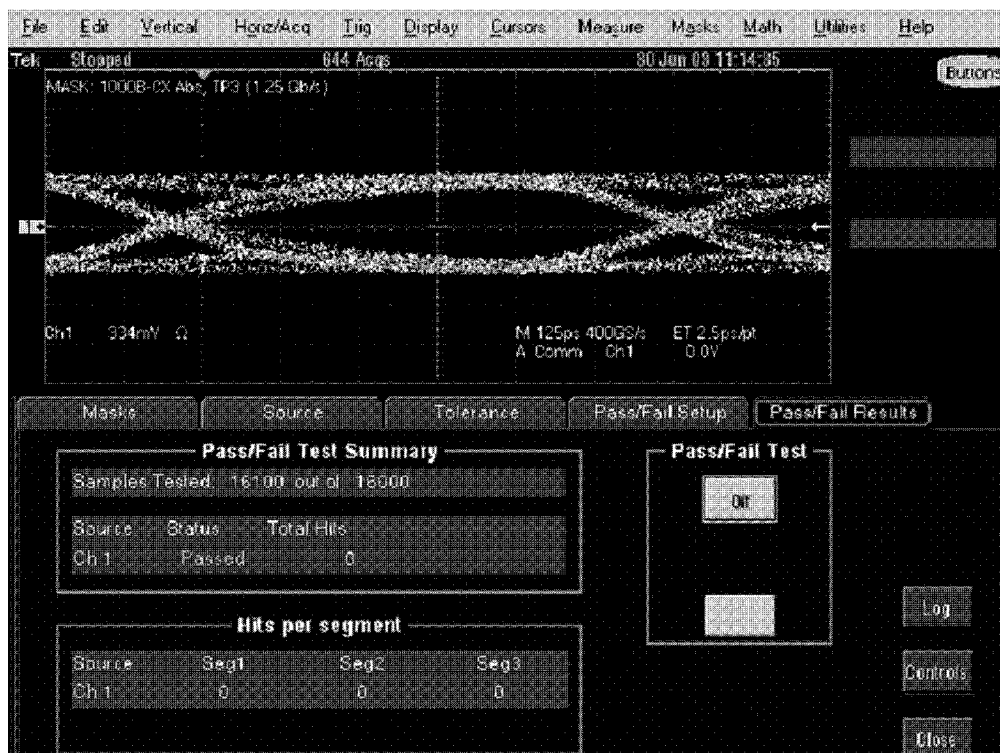 File Edit Vertical Horiz/Acq Trig Display Cursors Measure Masks Math Utilities Help
Tek Stopped 644 Acqs 30 Jun 03 11:14:35
Buttons
MASK: 1000B-CX Abs, TP3 (1.25 Gb/s)
1
Ch1 334mV Ω
M 125ps 400GS/s ET 2.5ps/pt
A Comm Ch1 0.0V
Masks Source Tolerance Pass/Fail Setup Pass/Fail Results
Pass/Fail Test Summary
Samples Tested: 16100 out of 16000
Source Status Total Hits
Ch 1 Passed 0
Pass/Fail Test
Off
Hits per segment
Source Seg1 Seg2 Seg3
Ch 1 0 0 0
Log
Controls
Close